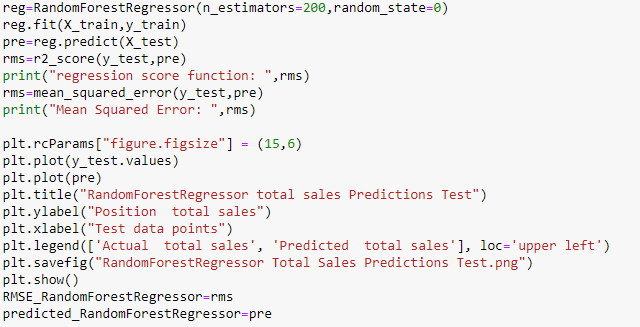 reg=RandomForestRegressor(n_estimators=200,random_state=0)
reg.fit(X_train,y_train)
pre=reg.predict(X_test)
rms=r2_score(y_test,pre)
print("regression score function: ",rms)
rms=mean_squared_error(y_test,pre)
print("Mean Squared Error: ",rms)

plt.rcParams["figure.figsize"] = (15,6)
plt.plot(y_test.values)
plt.plot(pre)
plt.title("RandomForestRegressor total sales Predictions Test")
plt.ylabel("Position  total sales")
plt.xlabel("Test data points")
plt.legend(['Actual  total sales', 'Predicted  total sales'], loc='upper left')
plt.savefig("RandomForestRegressor Total Sales Predictions Test.png")
plt.show()
RMSE_RandomForestRegressor=rms
predicted_RandomForestRegressor=pre